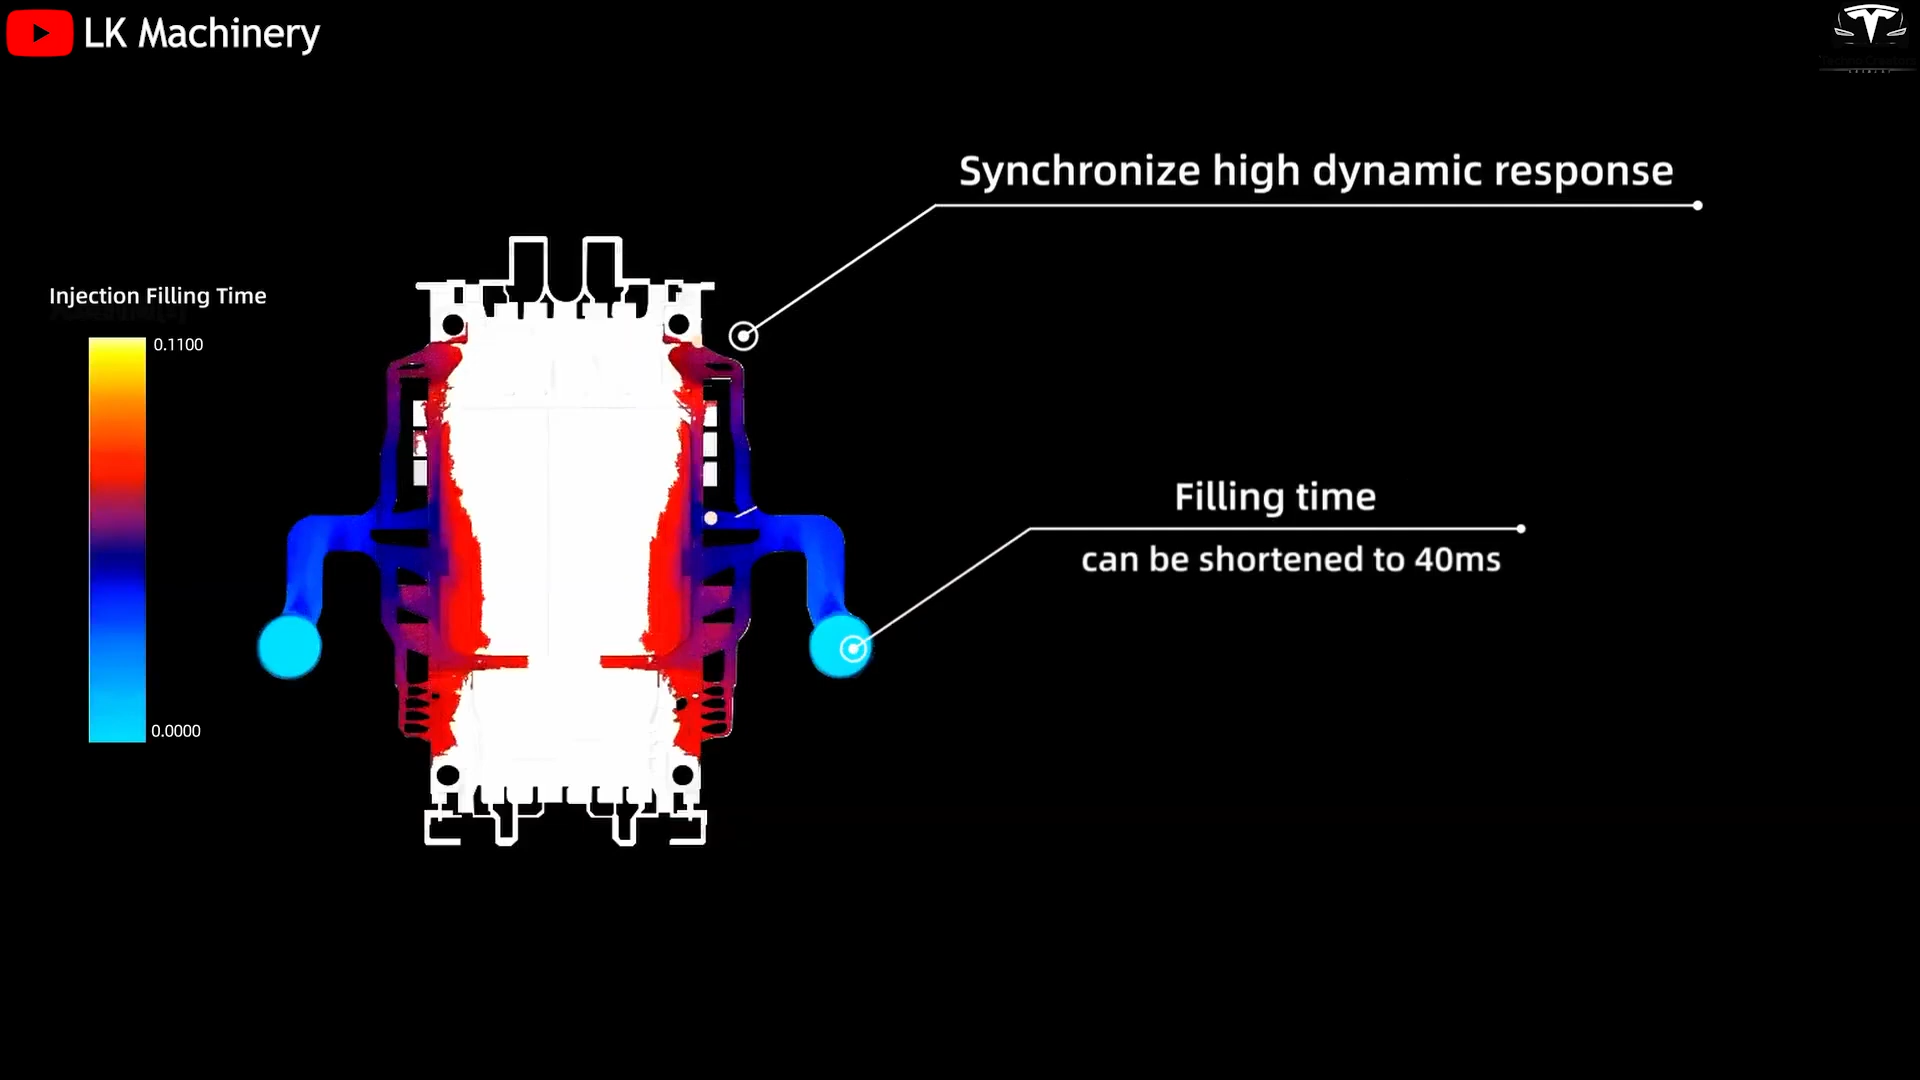 LK Machinery
Synchronize high dynamic response
Injection Filling Time
0.1100
Filling time
can be shortened to 40ms
0.0000